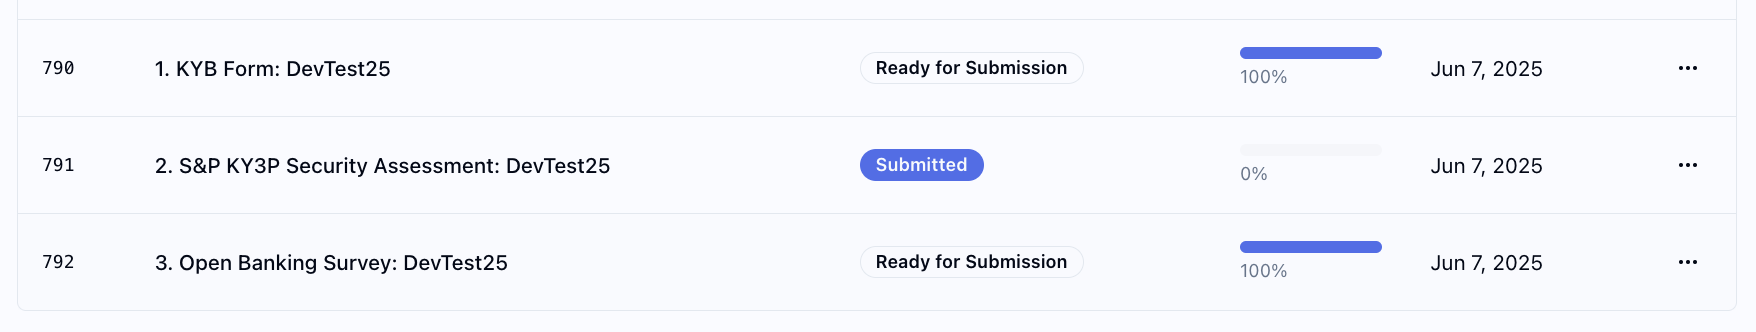 790 1. KYB Form: DevTest25 Ready for Submission 100% Jun 7, 2025 ...
791 2. S&P KY3P Security Assessment: DevTest25 Submitted 0% Jun 7, 2025 ...
792 3. Open Banking Survey: DevTest25 Ready for Submission 100% Jun 7, 2025 ...